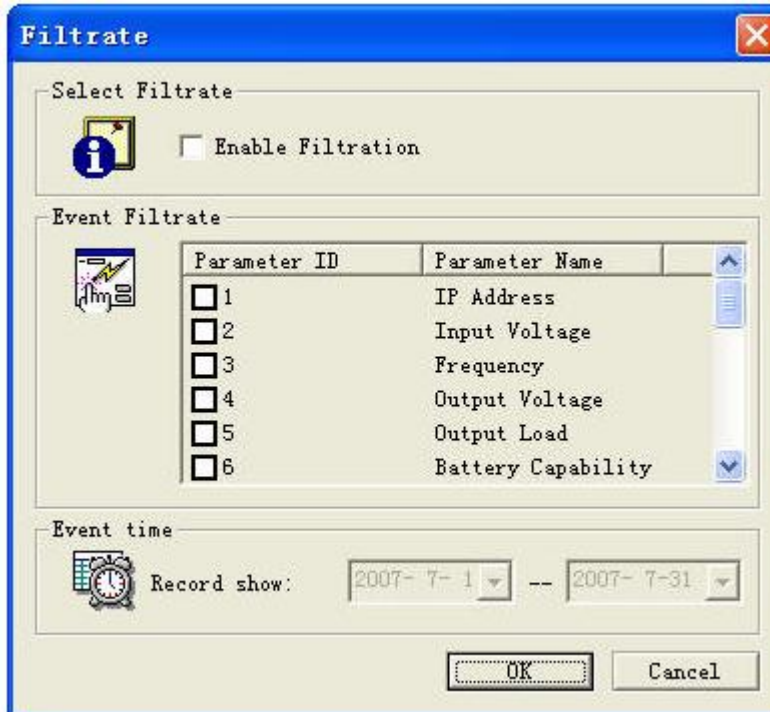 Filtrate
Select Filtrate
Enable Filtration
Event Filtrate
Parameter ID Parameter Name
1 IP Address
2 Input Voltage
3 Frequency
4 Output Voltage
5 Output Load
6 Battery Capability
Event time
Record show: 2007- 7- 1 -- 2007- 7-31
OK Cancel